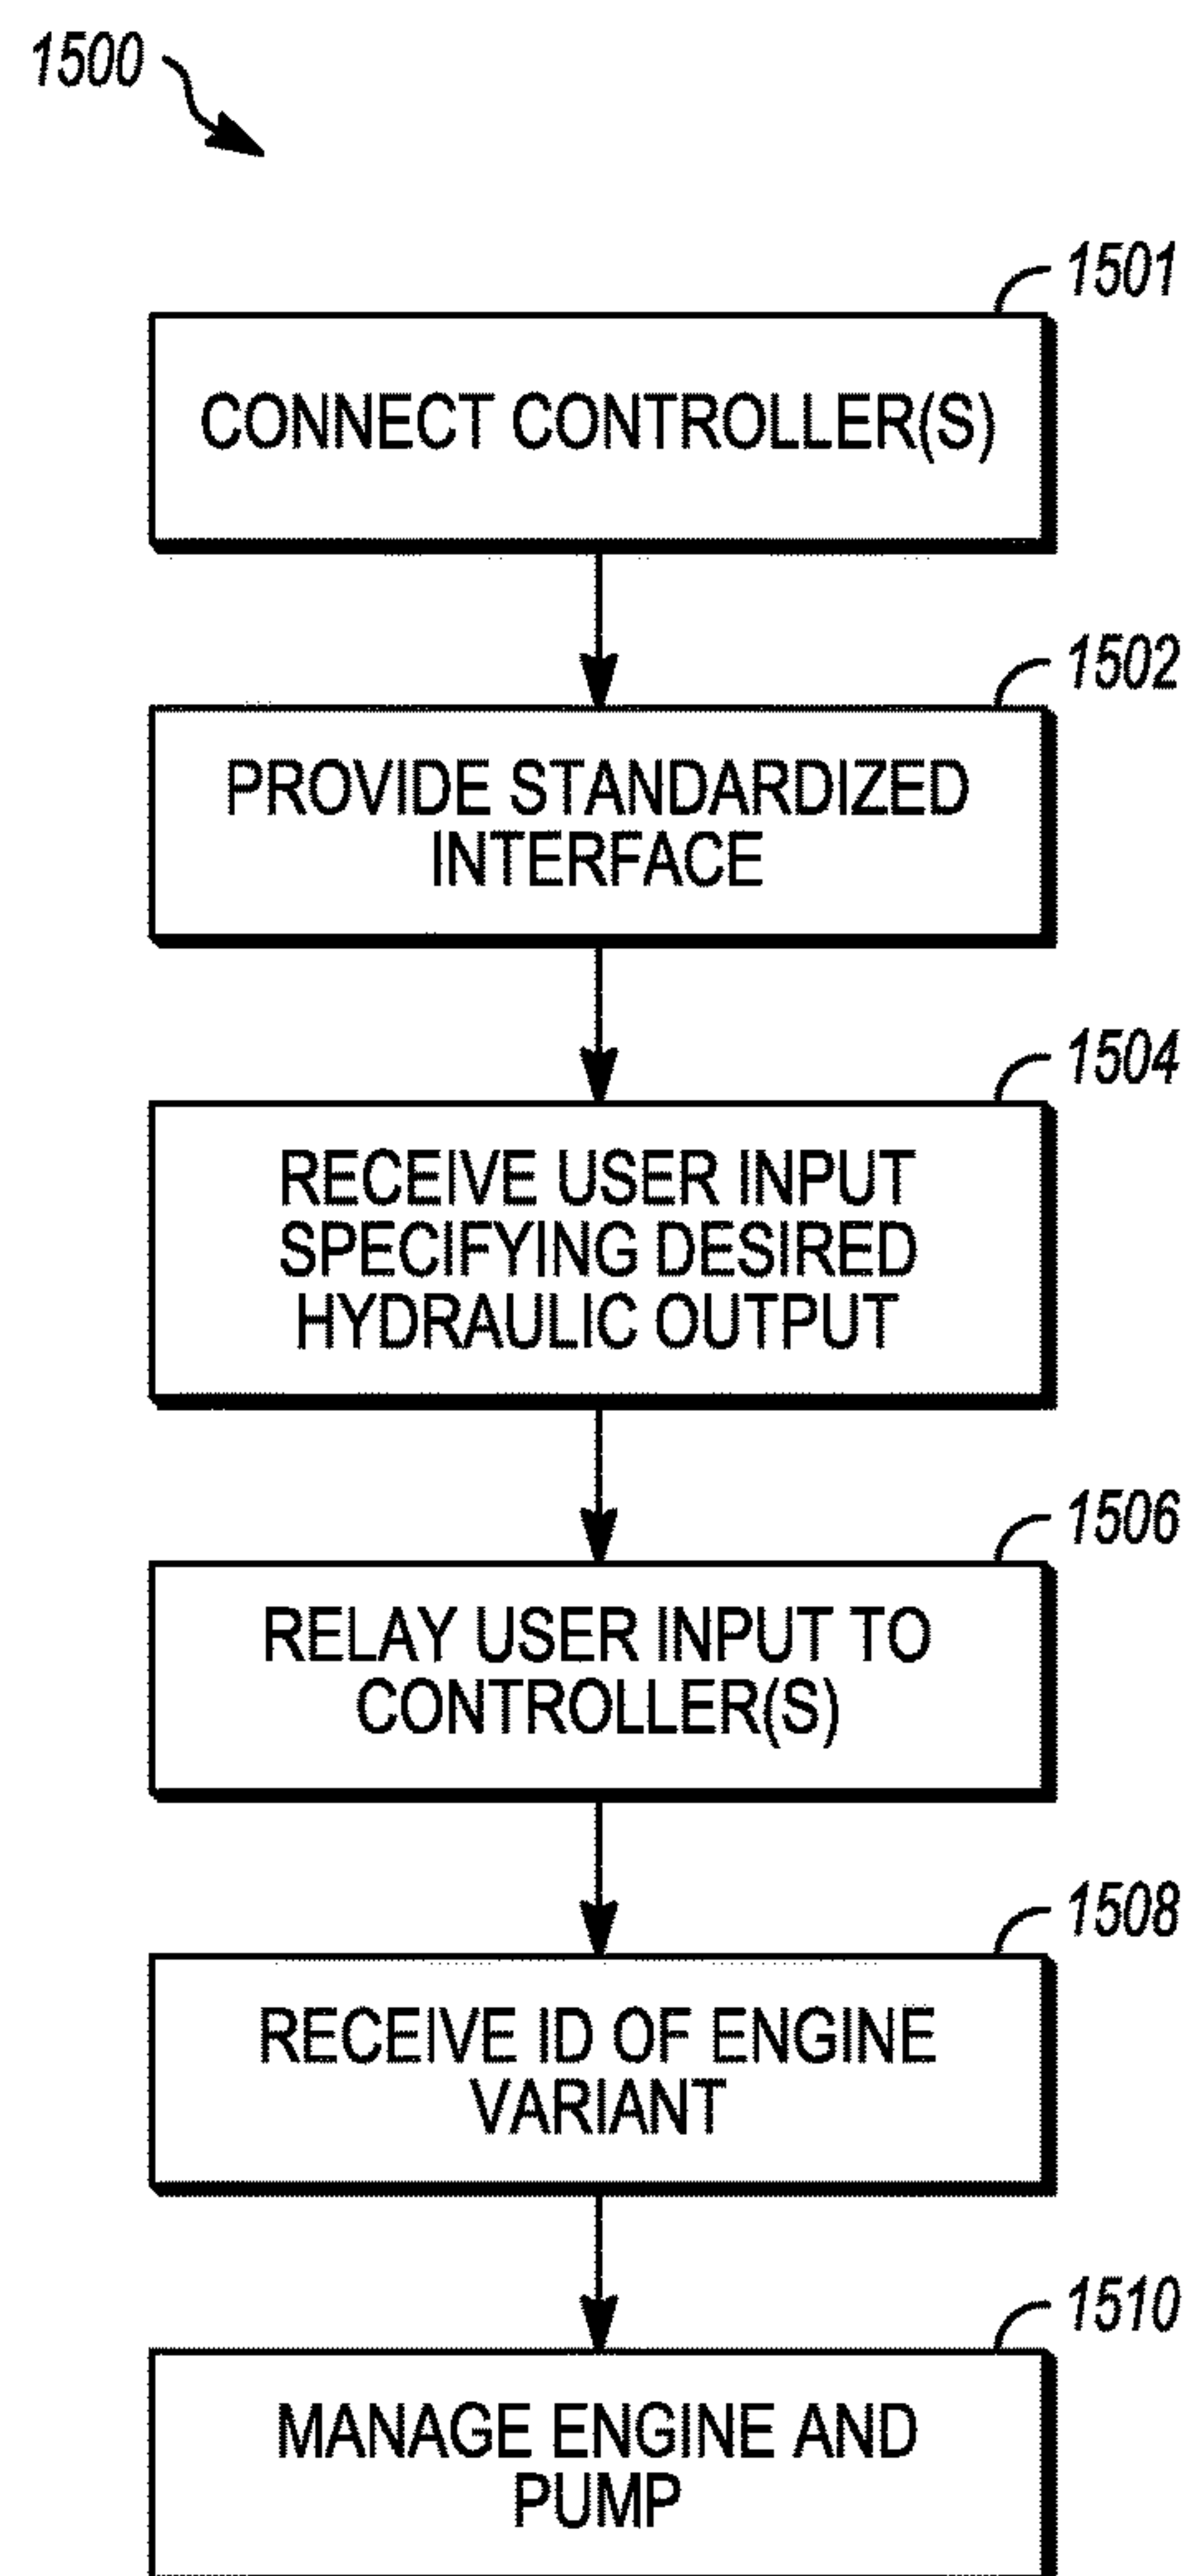 1500
1501
CONNECT CONTROLLER(S)
1502
PROVIDE STANDARDIZED
INTERFACE
1504
RECEIVE USER INPUT
SPECIFYING DESIRED
HYDRAULIC OUTPUT
1506
RELAY USER INPUT TO
CONTROLLER(S)
1508
RECEIVE ID OF ENGINE
VARIANT
1510
MANAGE ENGINE AND
PUMP